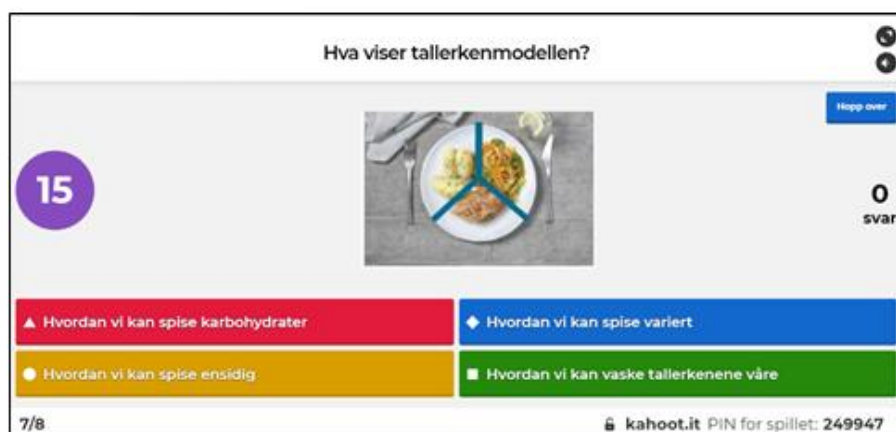 Hva viser tallerkenmodellen?
Hopp over
15
0
svar
Hvordan vi kan spise karbohydrater
Hvordan vi kan spise variert
Hvordan vi kan spise ensidig
Hvordan vi kan vaske tallerkenene våre
7/8
kahoot.it PIN for spillet: 249947